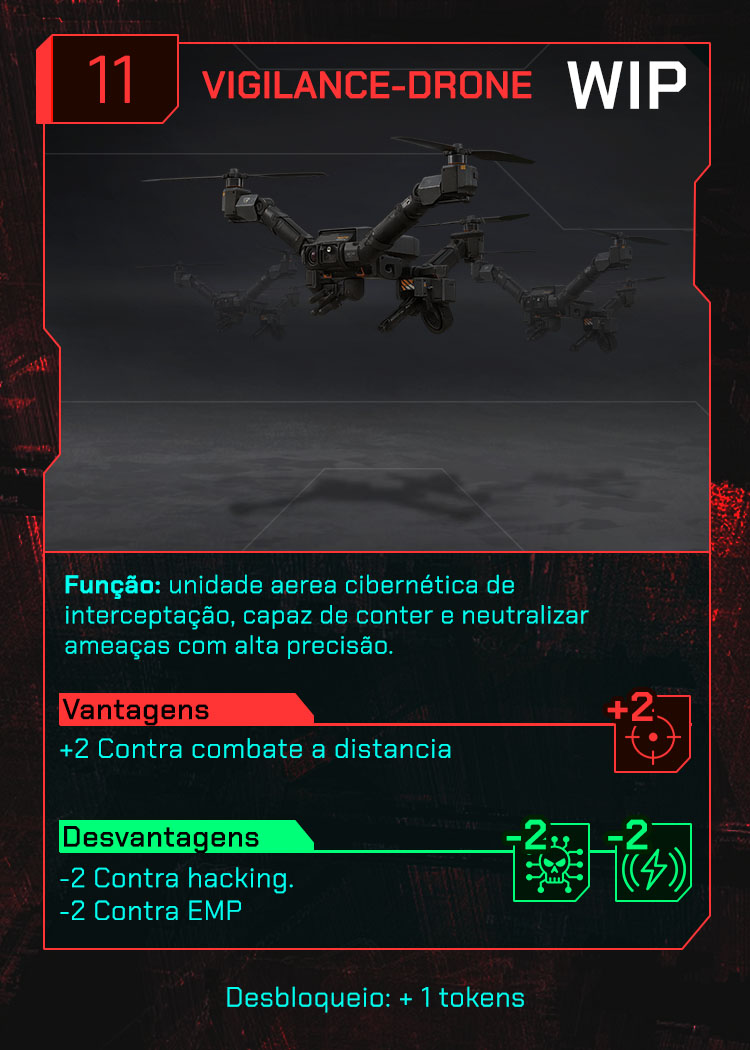 11
VIGILANCE-DRONE
WIP
Função: unidade aerea cibernética de
interceptação, capaz de conter e neutralizar
ameaças com alta precisão.
Vantagens
+2
+2 Contra combate a distancia
Desvantagens
-2
-2
-2 Contra hacking.
-2 Contra EMP
Desbloqueio: + 1 tokens